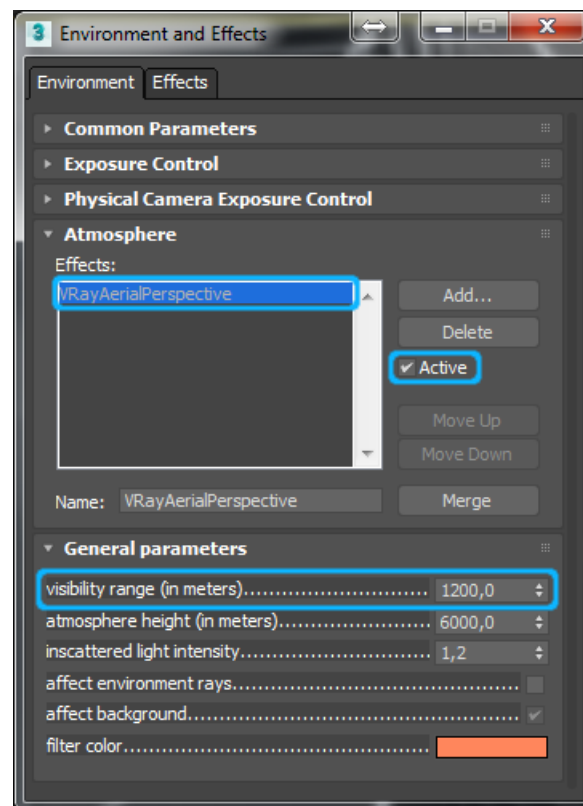 3 Environment and Effects
Environment Effects
Common Parameters
Exposure Control
Physical Camera Exposure Control
Atmosphere
Effects:
VRayAerialPerspective
Add...
Delete
Active
Move Up
Move Down
Name: VRayAerialPerspective Merge
General parameters
visibility range (in meters)............................ 1200,0
atmosphere height (in meters)....................... 6000,0
inscattered light intensity............................ 1,2
affect environment rays............................................
affect background..................................................
filter color..............................................